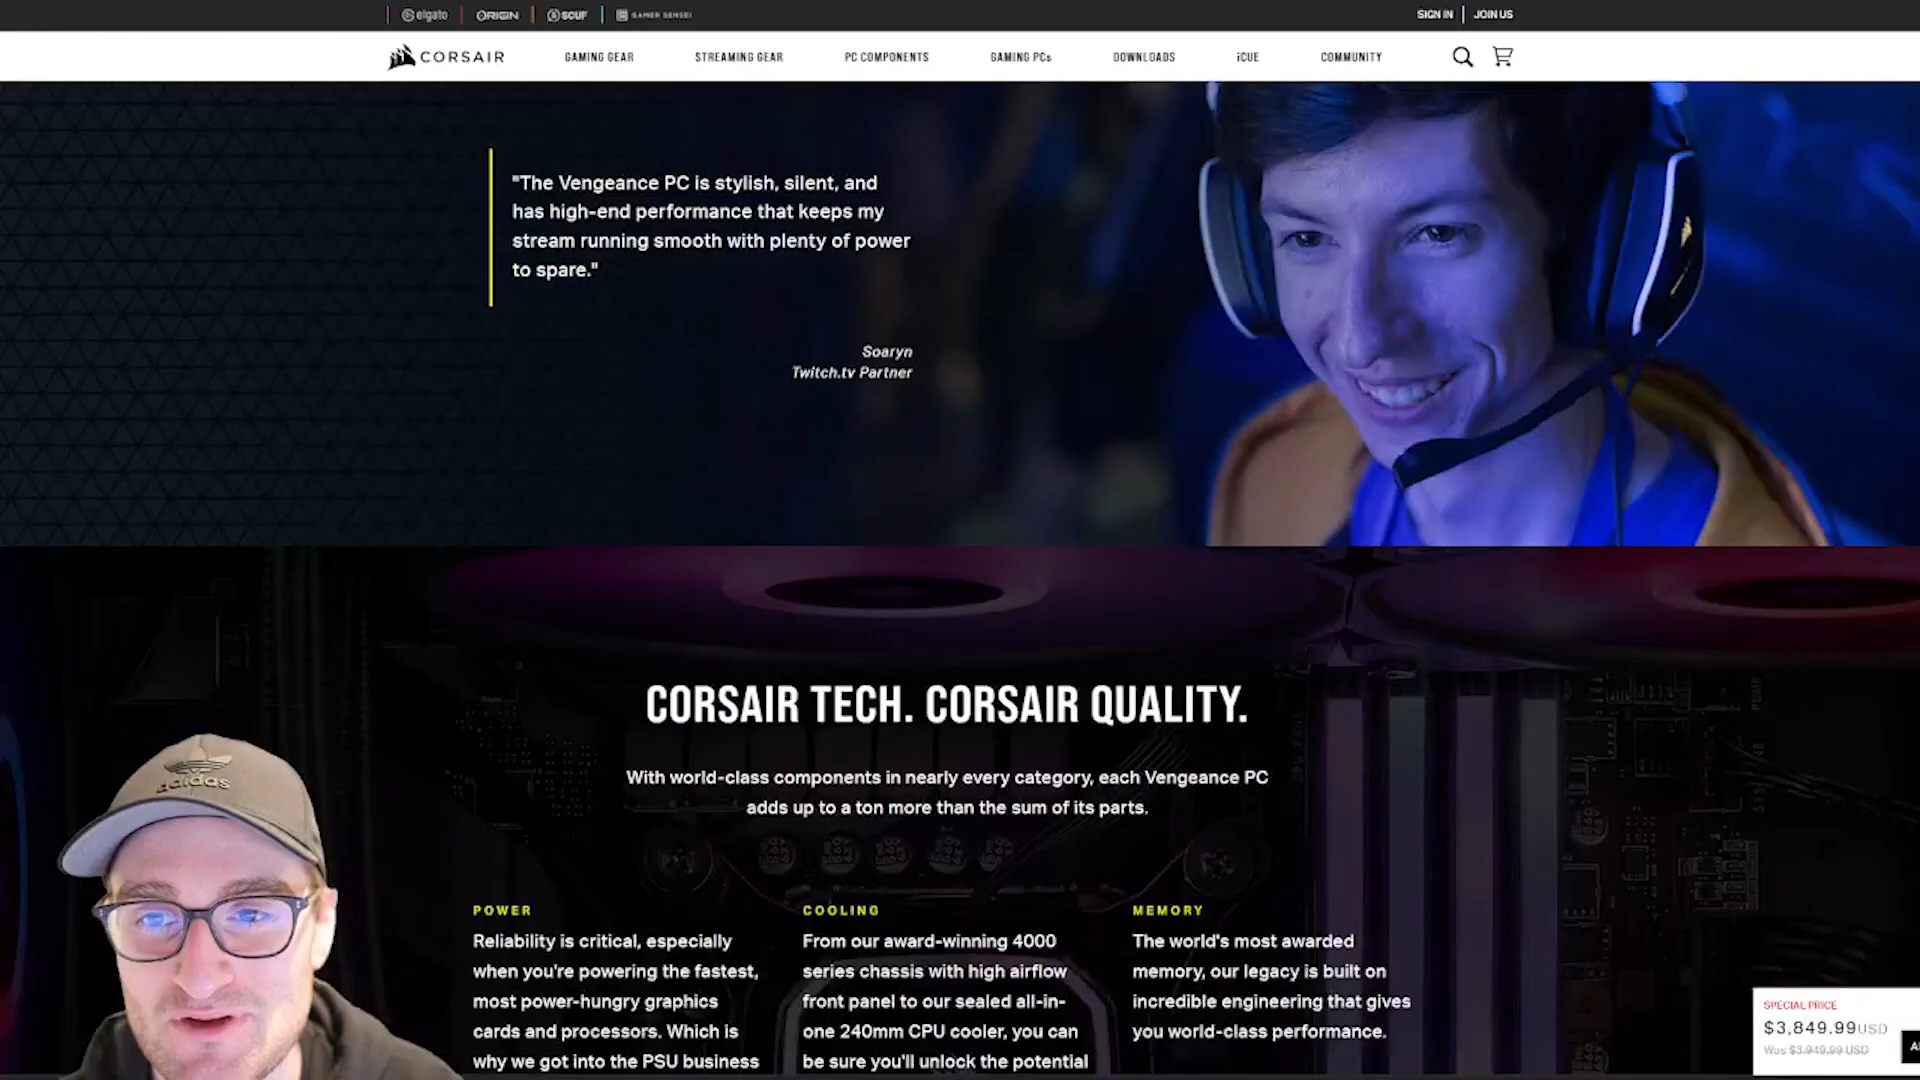 elgato ORIGIN SCUF GAMER SENSEI SIGN IN JOIN US
CORSAIR GAMING GEAR STREAMING GEAR PC COMPONENTS GAMING PCs DOWNLOADS iCUE COMMUNITY
"The Vengeance PC is stylish, silent, and
has high-end performance that keeps my
stream running smooth with plenty of power
to spare."
Soaryn
Twitch.tv Partner
CORSAIR TECH. CORSAIR QUALITY.
With world-class components in nearly every category, each Vengeance PC
adds up to a ton more than the sum of its parts.
adidas
POWER
Reliability is critical, especially
when you're powering the fastest,
most power-hungry graphics
cards and processors. Which is
why we got into the PSU business
COOLING
From our award-winning 4000
series chassis with high airflow
front panel to our sealed all-in-
one 240mm CPU cooler, you can
be sure you'll unlock the potential
MEMORY
The world's most awarded
memory, our legacy is built on
incredible engineering that gives
you world-class performance.
SPECIAL PRICE
$3,849.99USD
Was $3,949.99 USD